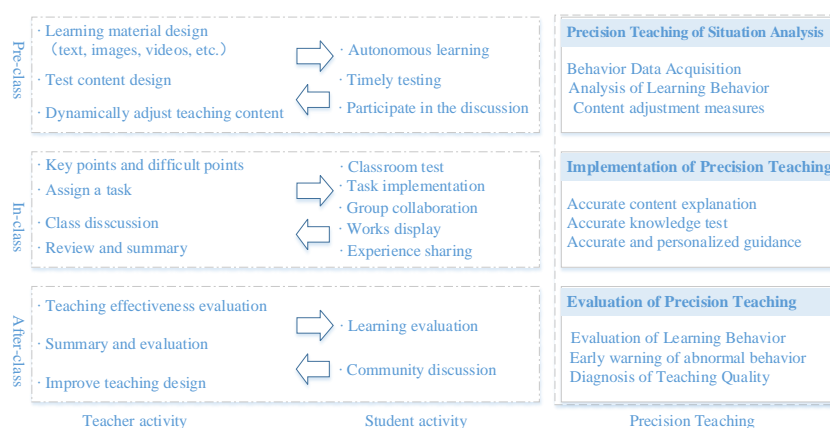 Pre-class
· Learning material design
（text, images, videos, etc.）
· Test content design
· Dynamically adjust teaching content
· Autonomous learning
· Timely testing
· Participate in the discussion
Precision Teaching of Situation Analysis
Behavior Data Acquisition
Analysis of Learning Behavior
Content adjustment measures
In-class
· Key points and difficult points
· Assign a task
· Class disscussion
· Review and summary
· Classroom test
· Task implementation
· Group collaboration
· Works display
· Experience sharing
Implementation of Precision Teaching
Accurate content explanation
Accurate knowledge test
Accurate and personalized guidance
After-class
· Teaching effectiveness evaluation
· Summary and evaluation
· Improve teaching design
· Learning evaluation
· Community discussion
Evaluation of Precision Teaching
Evaluation of Learning Behavior
Early warning of abnormal behavior
Diagnosis of Teaching Quality
Teacher activity
Student activity
Precision Teaching